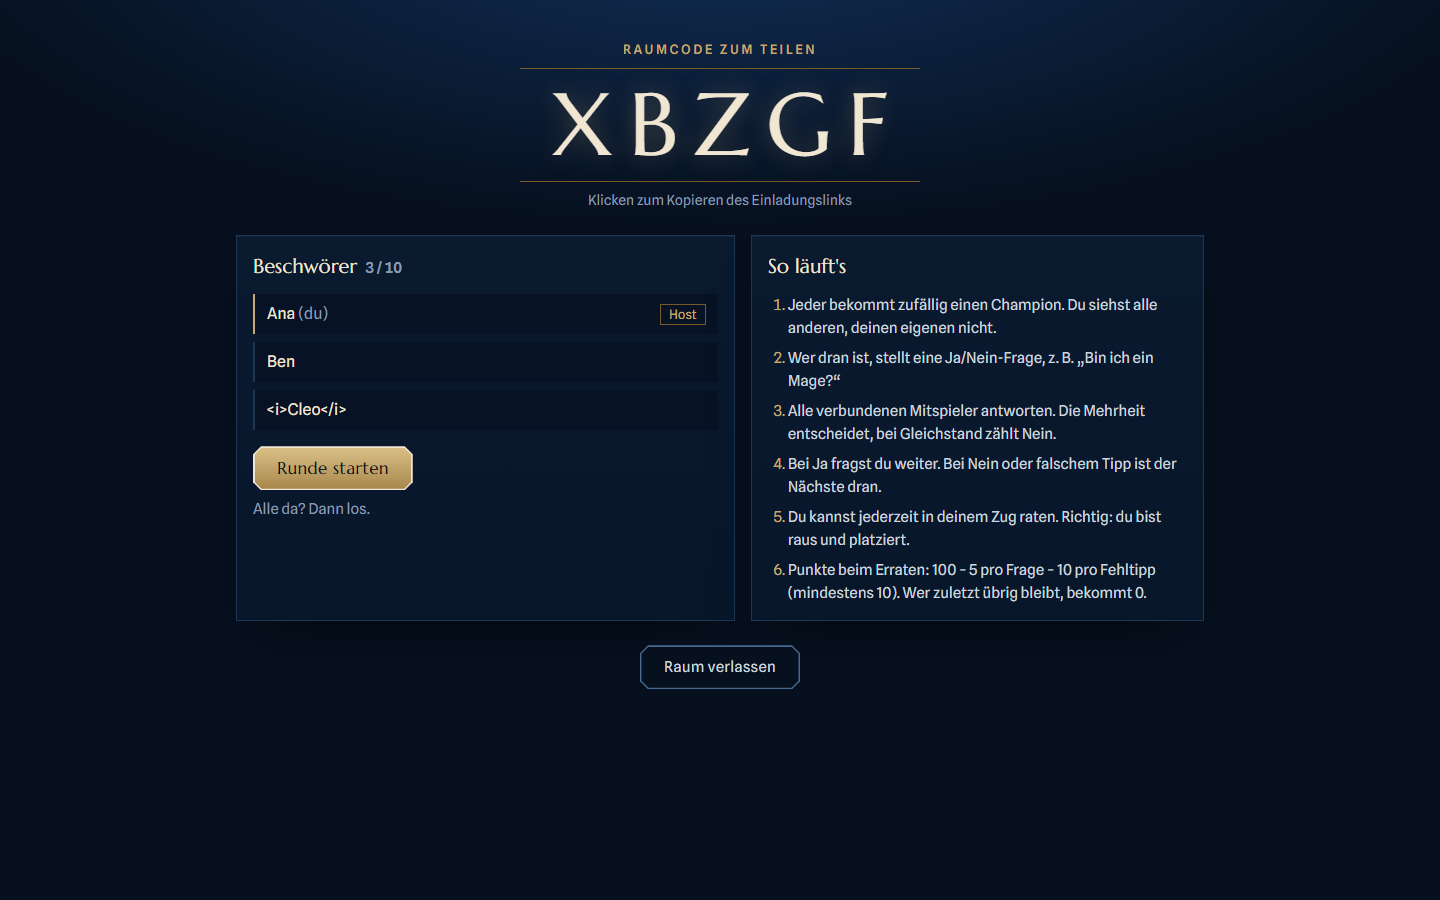 RAUMCODE ZUM TEILEN
XBZGF
Klicken zum Kopieren des Einladungslinks
Beschwörer 3 / 10
Ana (du)
Host
Ben
<i>Cleo</i>
Runde starten
Alle da? Dann los.
So läuft's
1. Jeder bekommt zufällig einen Champion. Du siehst alle
anderen, deinen eigenen nicht.
2. Wer dran ist, stellt eine Ja/Nein-Frage, z. B. „Bin ich ein
Mage?“
3. Alle verbundenen Mitspieler antworten. Die Mehrheit
entscheidet, bei Gleichstand zählt Nein.
4. Bei Ja fragst du weiter. Bei Nein oder falschem Tipp ist der
Nächste dran.
5. Du kannst jederzeit in deinem Zug raten. Richtig: du bist
raus und platziert.
6. Punkte beim Erraten: 100 − 5 pro Frage − 10 pro Fehltipp
(mindestens 10). Wer zuletzt übrig bleibt, bekommt 0.
Raum verlassen